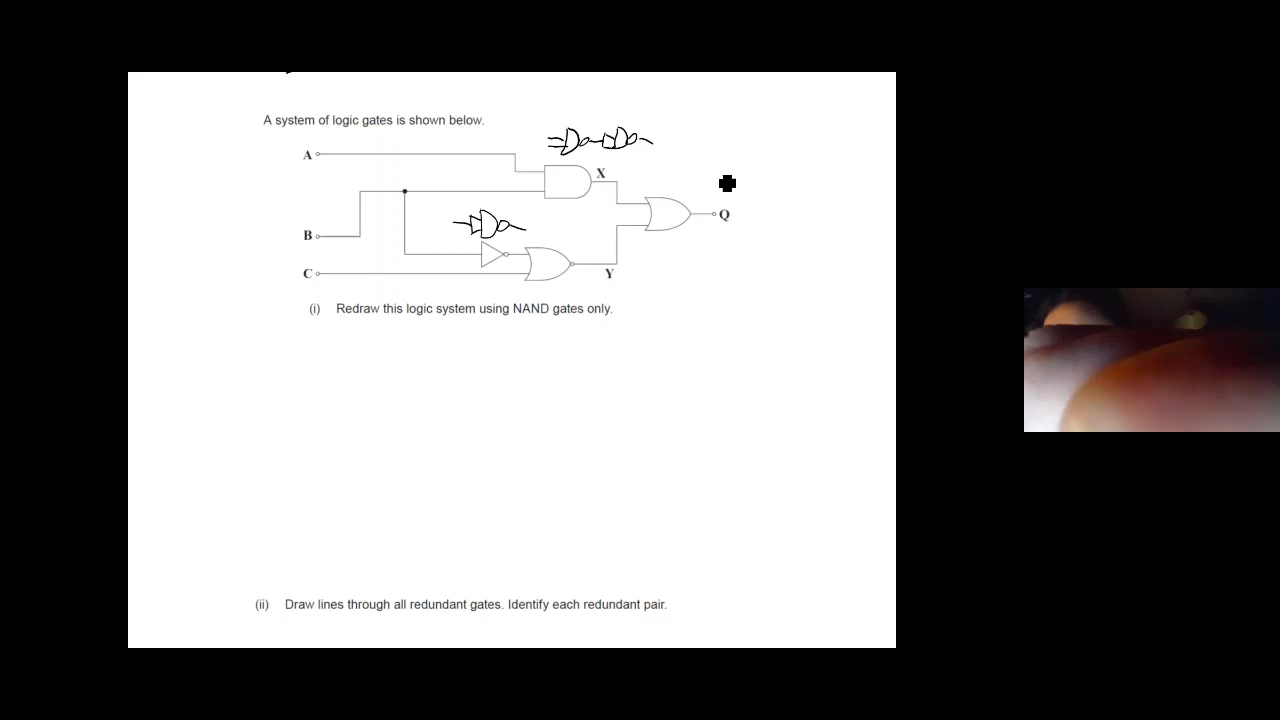 A system of logic gates is shown below.
A
X
Q
B
C
Y
(i) Redraw this logic system using NAND gates only.
(ii) Draw lines through all redundant gates. Identify each redundant pair.